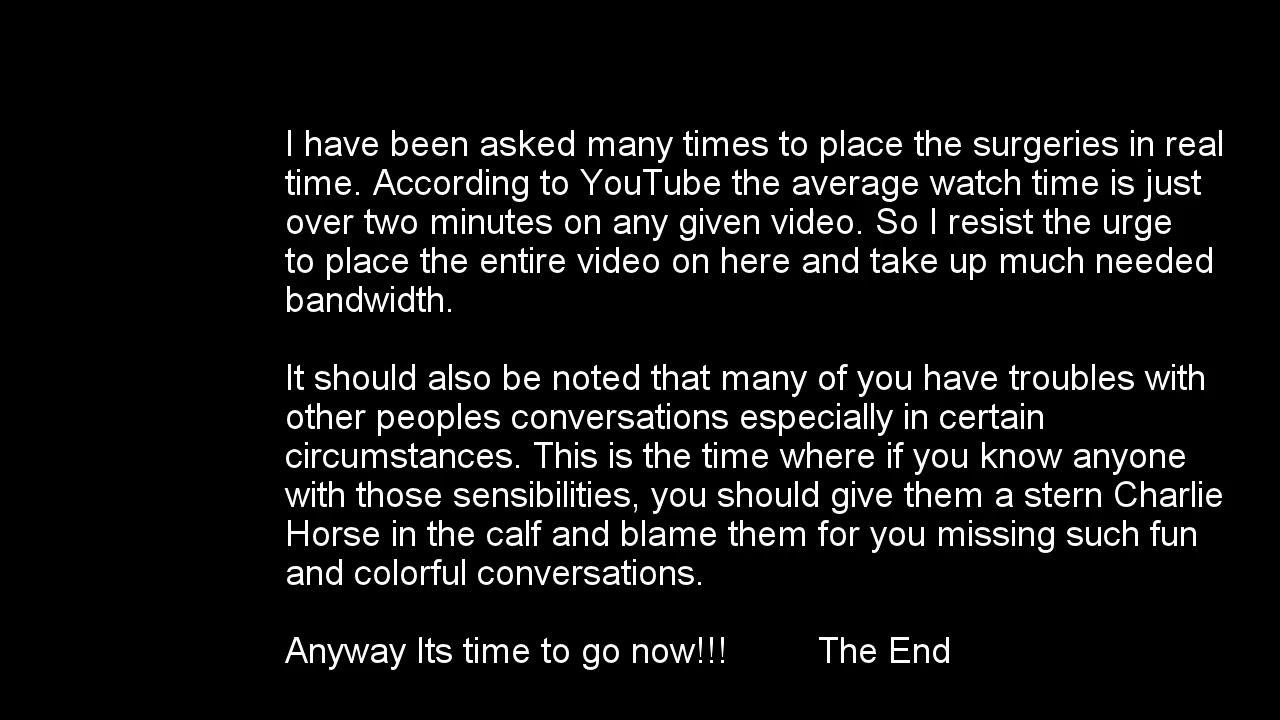 I have been asked many times to place the surgeries in real
time. According to YouTube the average watch time is just
over two minutes on any given video. So I resist the urge
to place the entire video on here and take up much needed
bandwidth.
It should also be noted that many of you have troubles with
other peoples conversations especially in certain
circumstances. This is the time where if you know anyone
with those sensibilities, you should give them a stern Charlie
Horse in the calf and blame them for you missing such fun
and colorful conversations.
Anyway Its time to go now!!! The End